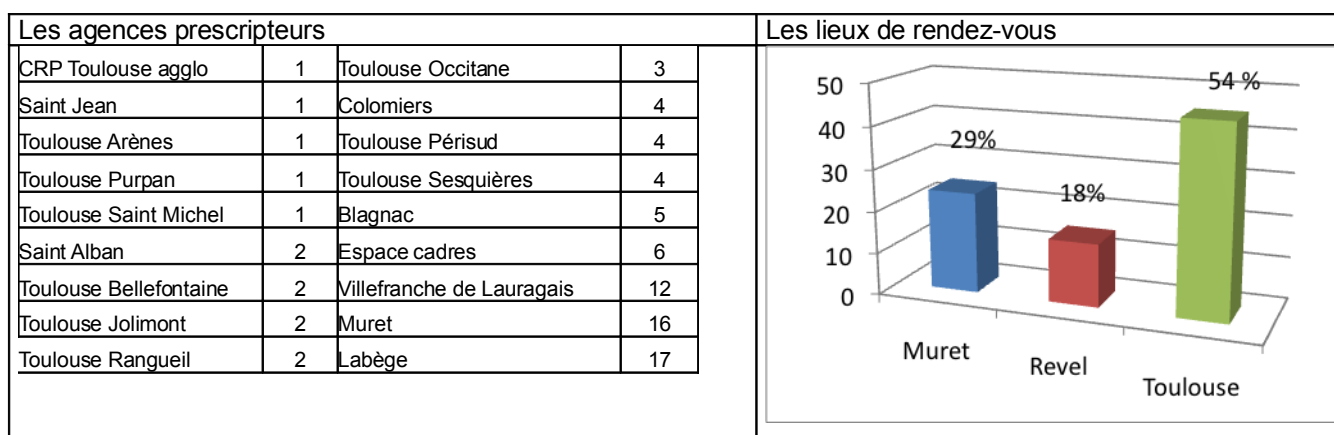 Les agences prescripteurs
Les lieux de rendez-vous
CRP Toulouse agglo 1 Toulouse Occitane 3
Saint Jean 1 Colomiers 4
Toulouse Arènes 1 Toulouse Périsud 4
Toulouse Purpan 1 Toulouse Sesquières 4
Toulouse Saint Michel 1 Blagnac 5
Saint Alban 2 Espace cadres 6
Toulouse Bellefontaine 2 Villefranche de Lauragais 12
Toulouse Jolimont 2 Muret 16
Toulouse Rangueil 2 Labège 17
50
40
30
20
10
0
29%
18%
54 %
Muret
Revel
Toulouse